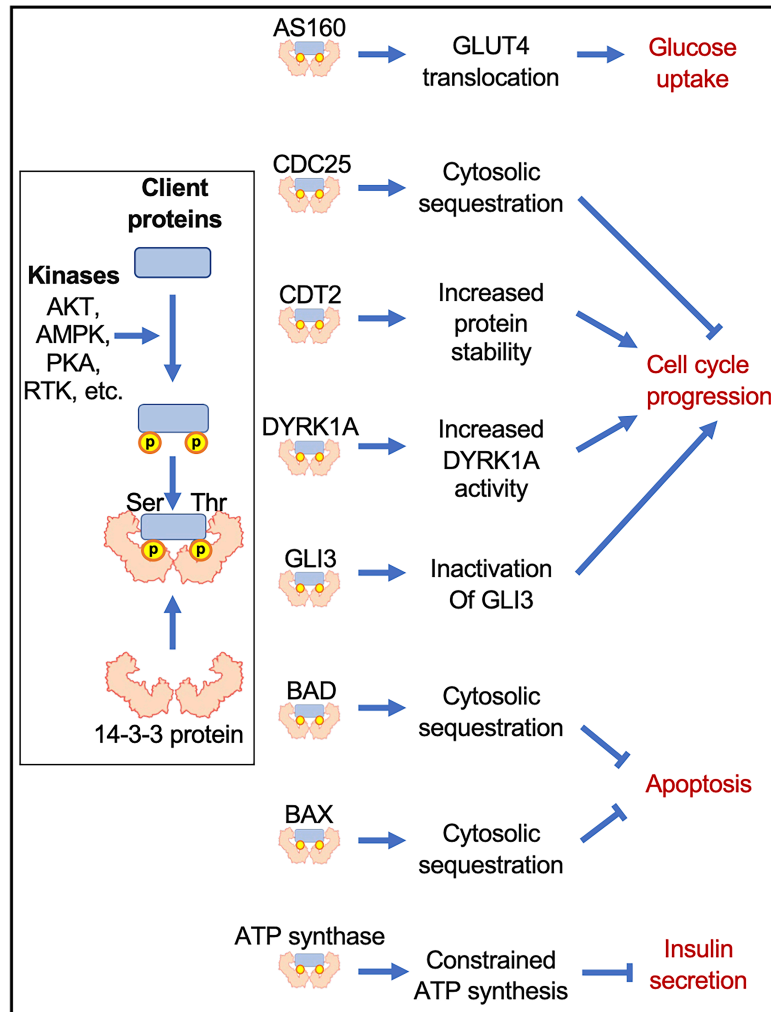 Client
proteins
Kinases
AKT,
AMPK,
PKA,
RTK, etc.
p p
Ser Thr
p p
14-3-3 protein
AS160
GLUT4
translocation
Glucose
uptake
CDC25
Cytosolic
sequestration
CDT2
Increased
protein
stability
Cell cycle
progression
DYRK1A
Increased
DYRK1A
activity
GLI3
Inactivation
Of GLI3
BAD
Cytosolic
sequestration
Apoptosis
BAX
Cytosolic
sequestration
ATP synthase
Constrained
ATP synthesis
Insulin
secretion